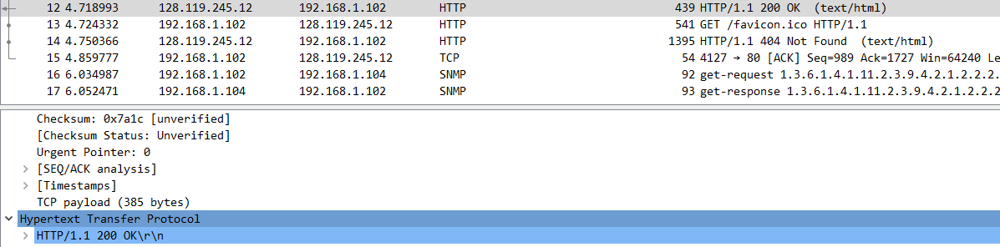 12 4.718993 128.119.245.12 192.168.1.102 HTTP 439 HTTP/1.1 200 OK (text/html)
13 4.724332 192.168.1.102 128.119.245.12 HTTP 541 GET /favicon.ico HTTP/1.1
14 4.750366 128.119.245.12 192.168.1.102 HTTP 1395 HTTP/1.1 404 Not Found (text/html)
15 4.859777 192.168.1.102 128.119.245.12 TCP 54 4127 → 80 [ACK] Seq=989 Ack=1727 Win=64240 Le
16 6.034987 192.168.1.102 192.168.1.104 SNMP 92 get-request 1.3.6.1.4.1.11.2.3.9.4.2.1.2.2.2.
17 6.052471 192.168.1.104 192.168.1.102 SNMP 93 get-response 1.3.6.1.4.1.11.2.3.9.4.2.1.2.2.2
Checksum: 0x7a1c [unverified]
[Checksum Status: Unverified]
Urgent Pointer: 0
[SEQ/ACK analysis]
[Timestamps]
TCP payload (385 bytes)
Hypertext Transfer Protocol
HTTP/1.1 200 OK\r\n